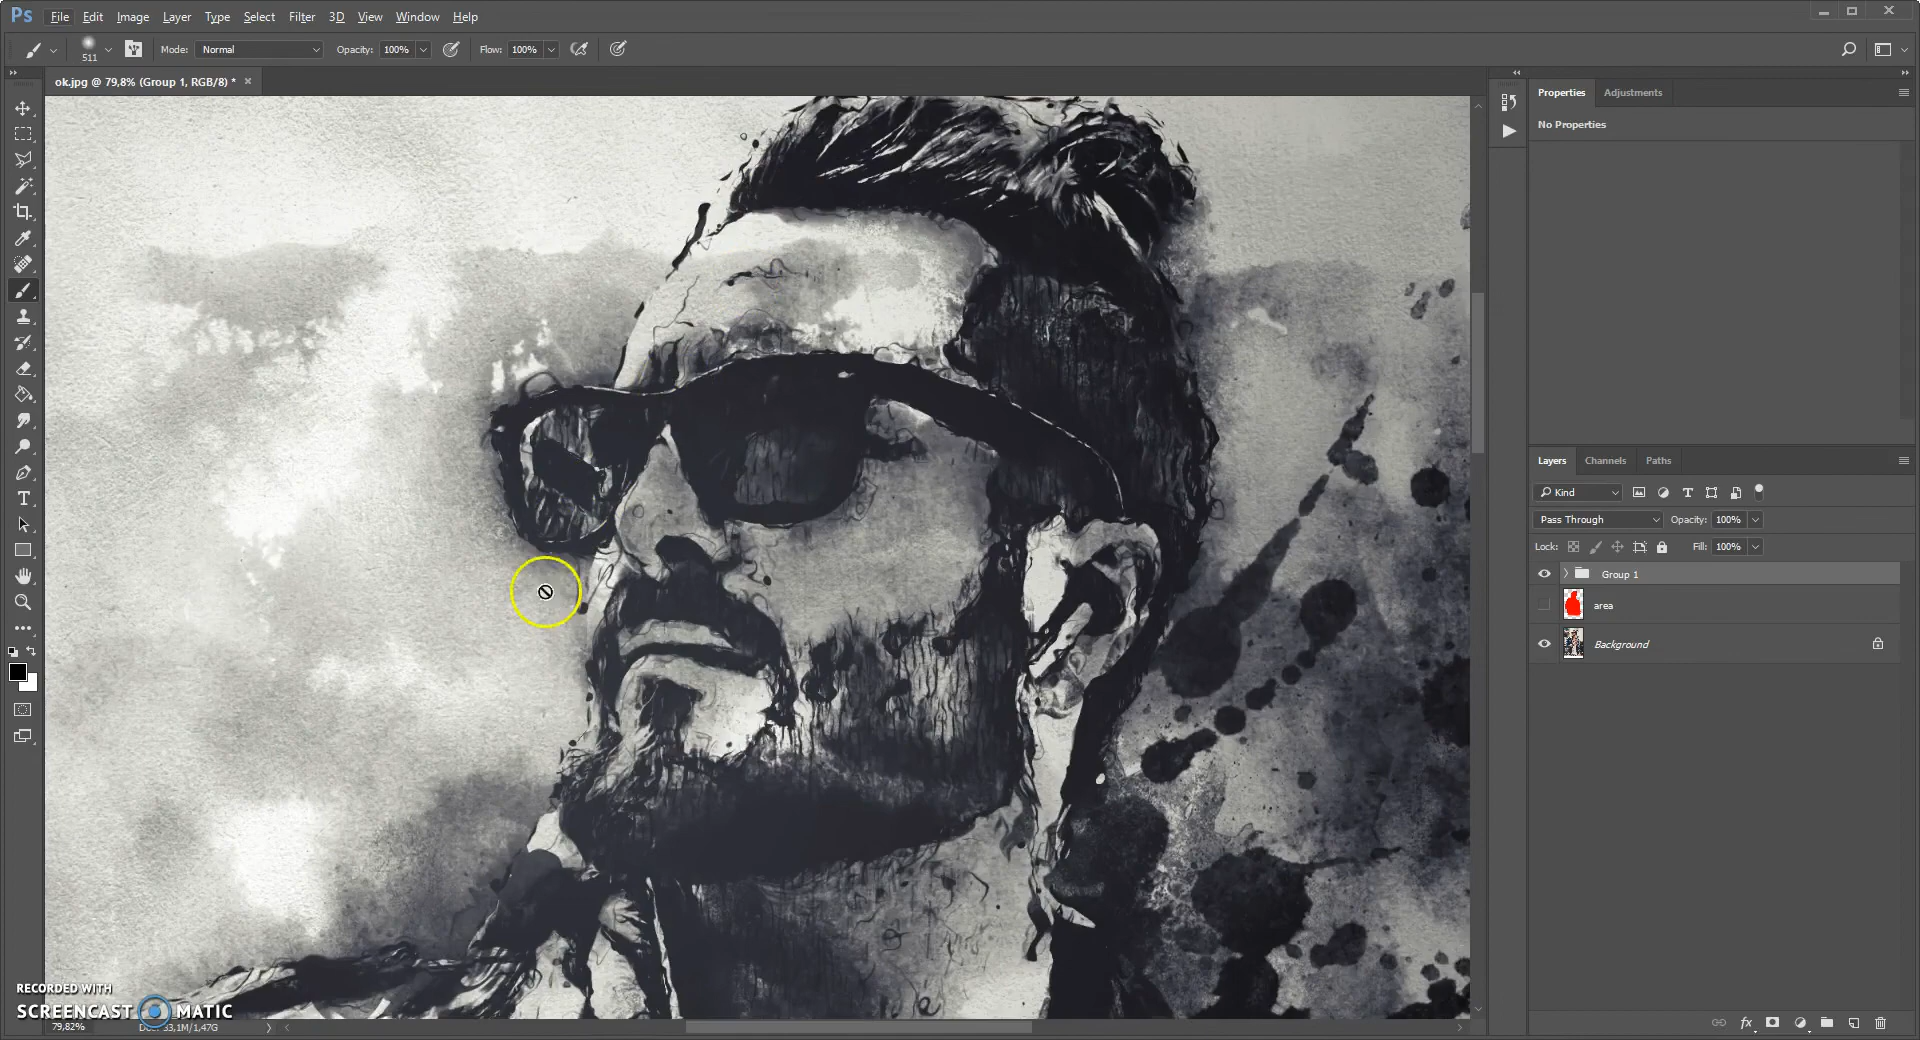 Ps File Edit Image Layer Type Select Filter 3D View Window Help
511 Mode: Normal Opacity: 100% Flow: 100%
ok.jpg @ 79,8% (Group 1, RGB/8) *
Properties Adjustments
No Properties
Layers Channels Paths
Kind
Pass Through Opacity: 100%
Lock: Fill: 100%
Group 1
area
Background
RECORDED WITH
SCREENCAST MATIC
79,82%